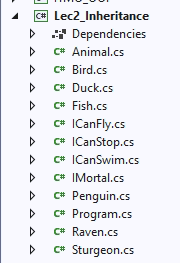 Lec2_Inheritance
Dependencies
C# Animal.cs
C# Bird.cs
C# Duck.cs
C# Fish.cs
C# ICanFly.cs
C# ICanStop.cs
C# ICanSwim.cs
C# IMortal.cs
C# Penguin.cs
C# Program.cs
C# Raven.cs
C# Sturgeon.cs